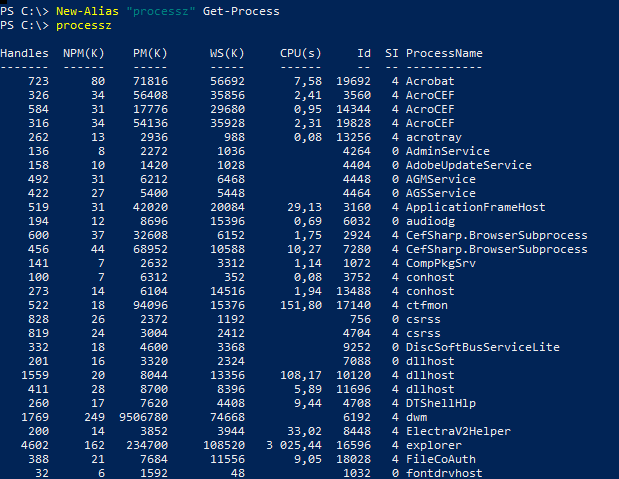 PS C:\> New-Alias "processz" Get-Process
PS C:\> processz
Handles  NPM(K)    PM(K)      WS(K)     CPU(s)     Id  SI ProcessName
-------  ------    -----      -----     ------     --  -- -----------
    723      80    71816      56692       7,58  19692   4 Acrobat
    326      34    56408      35856       2,41   3560   4 AcroCEF
    584      31    17776      29680       0,95  14344   4 AcroCEF
    316      34    54136      35928       2,31  19828   4 AcroCEF
    262      13     2936        988       0,08  13256   4 acrotray
    136       8     2272       1036               4264   0 AdminService
    158      10     1420       1028               4404   0 AdobeUpdateService
    492      31     6212       6468               4448   0 AGMService
    422      27     5400       5448               4464   0 AGSService
    519      31    42020      20084      29,13   3160   4 ApplicationFrameHost
    194      12     8696      15396       0,69   6032   0 audiodg
    600      37    32608       6152       1,75   2924   4 CefSharp.BrowserSubprocess
    456      44    68952      10588      10,27   7280   4 CefSharp.BrowserSubprocess
    141       7     2632       3312       1,14   1072   4 CompPkgSrv
    100       7     6312        352       0,08   3752   4 conhost
    273      14     6104      14516       1,94  13488   4 conhost
    522      18    94096      15376     151,80  17140   4 ctfmon
    828      26     2372       1192                756   0 csrss
    819      24     3004       2412               4704   4 csrss
    332      18     4600       3368               9252   0 DiscSoftBusServiceLite
    201      16     3320       2324               7088   0 dllhost
   1559      20     8044      13356     108,17  10120   4 dllhost
    411      28     8700       8396       5,89  11696   4 dllhost
    260      17     7620       4408       9,44   4708   4 DTShellHlp
   1769     249  9506780      74668               6192   4 dwm
    200      14     3852       3944      33,02   8448   4 ElectraV2Helper
   4602     162   234700     108520   3 025,44  16596   4 explorer
    388      21     7684      11556       9,05  18028   4 FileCoAuth
     32       6     1592         48               1032   0 fontdrvhost